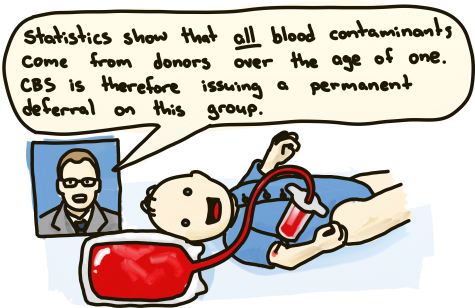 Statistics show that all blood contaminants
come from donors over the age of one.
CBS is therefore issuing a permanent
deferral on this group.